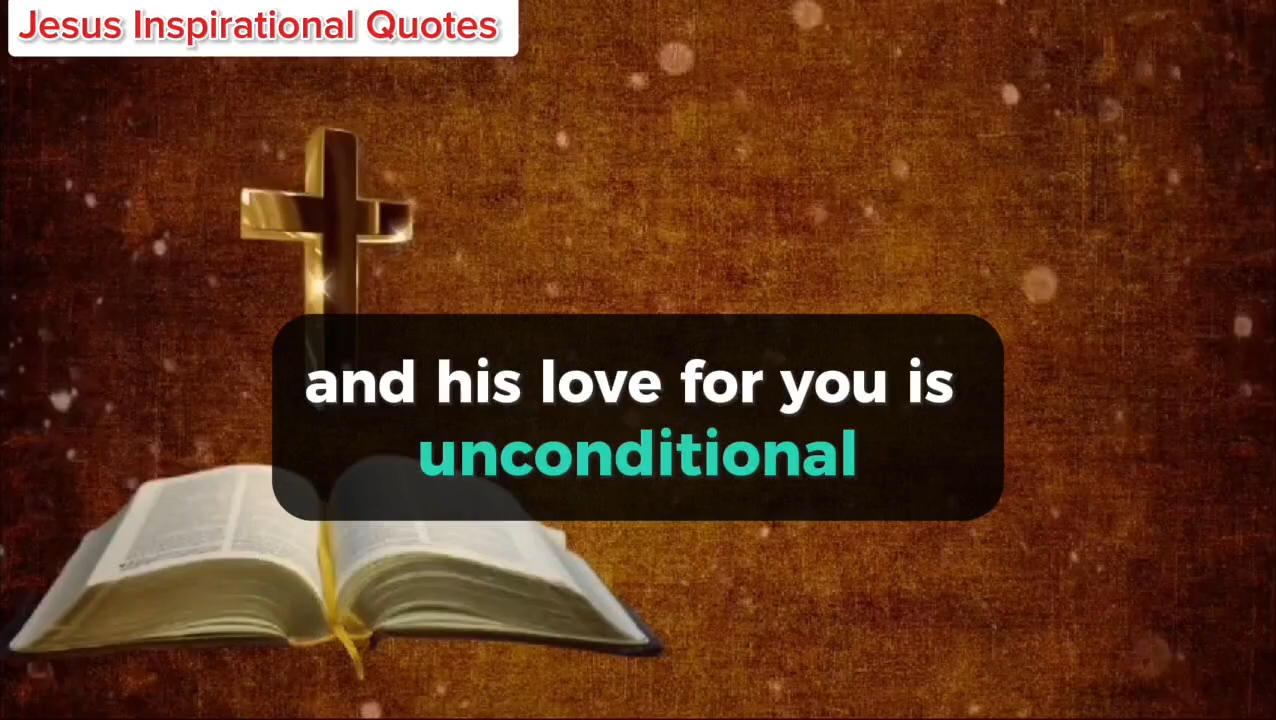 Jesus Inspirational Quotes
and his love for you is
unconditional